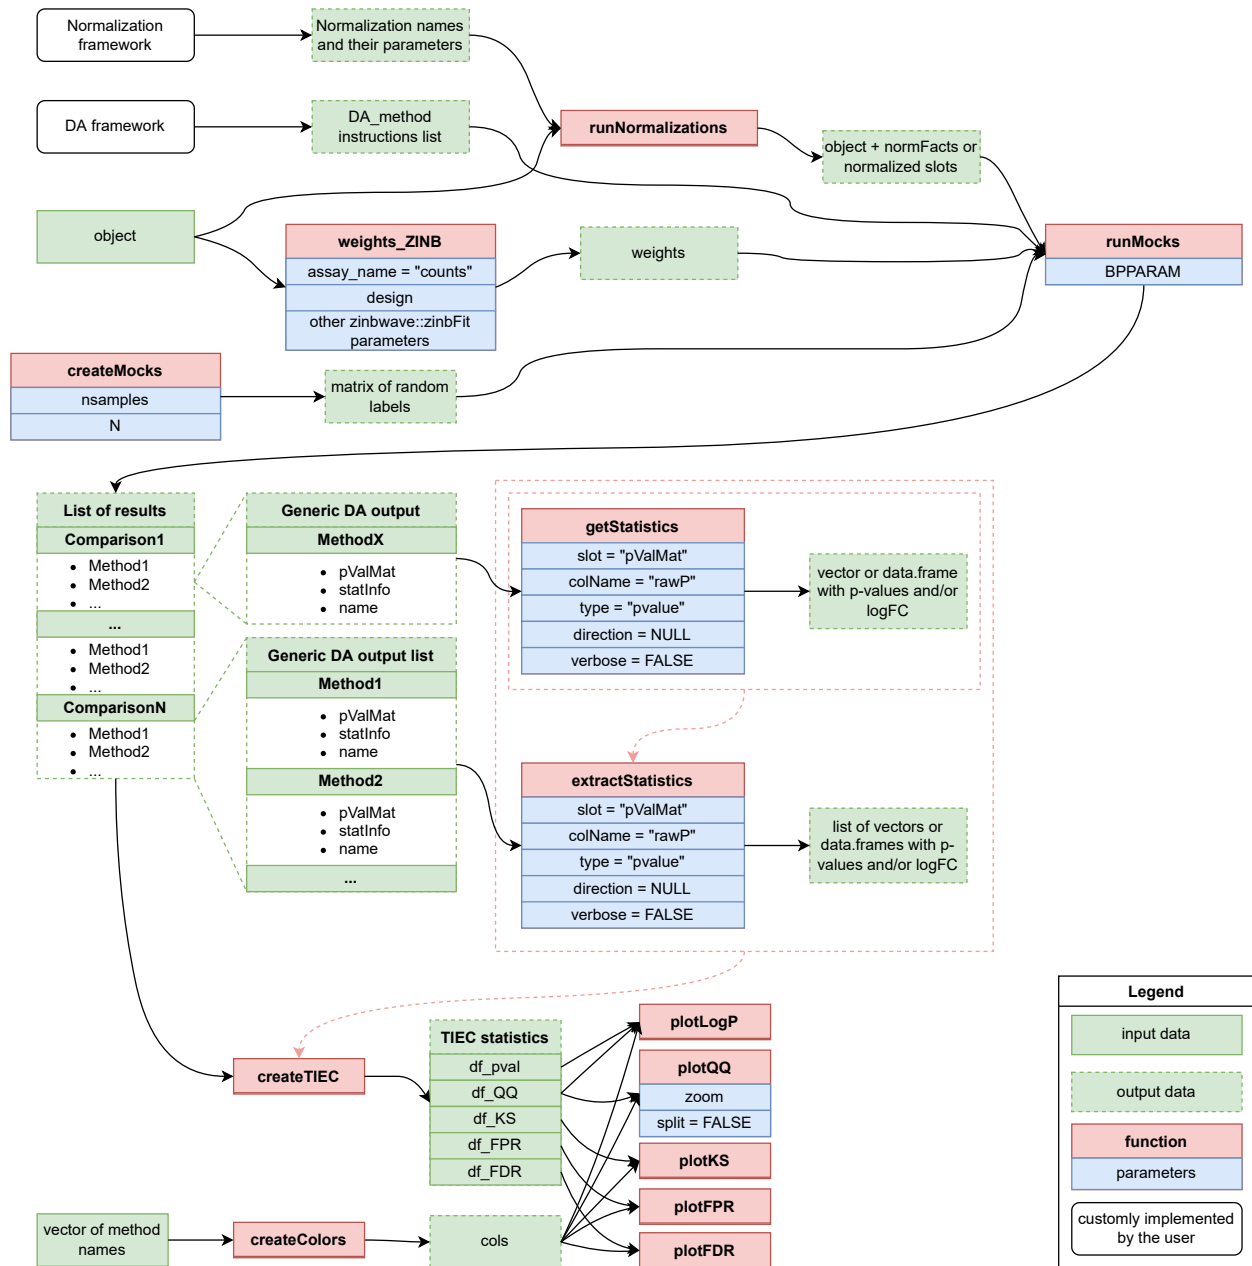 Normalization
framework
Normalization names
and their parameters
DA framework
DA_method
instructions list
runNormalizations
object + normFacts or
normalized slots
object
weights_ZINB
assay_name = "counts"
design
other zinbwave::zinbFit
parameters
weights
runMocks
BPPARAM
createMocks
nsamples
N
matrix of random
labels
List of results
Comparison1
• Method1
• Method2
• ...
...
• Method1
• Method2
• ...
ComparisonN
• Method1
• Method2
• ...
Generic DA output
MethodX
• pValMat
• statInfo
• name
Generic DA output list
Method1
• pValMat
• statInfo
• name
Method2
• pValMat
• statInfo
• name
...
getStatistics
slot = "pValMat"
colName = "rawP"
type = "pvalue"
direction = NULL
verbose = FALSE
vector or data.frame
with p-values and/or
logFC
extractStatistics
slot = "pValMat"
colName = "rawP"
type = "pvalue"
direction = NULL
verbose = FALSE
list of vectors or
data.frames with p-
values and/or logFC
createTIEC
TIEC statistics
df_pval
df_QQ
df_KS
df_FPR
df_FDR
plotLogP
plotQQ
zoom
split = FALSE
plotKS
plotFPR
plotFDR
vector of method
names
createColors
cols
Legend
input data
output data
function
parameters
customly implemented
by the user